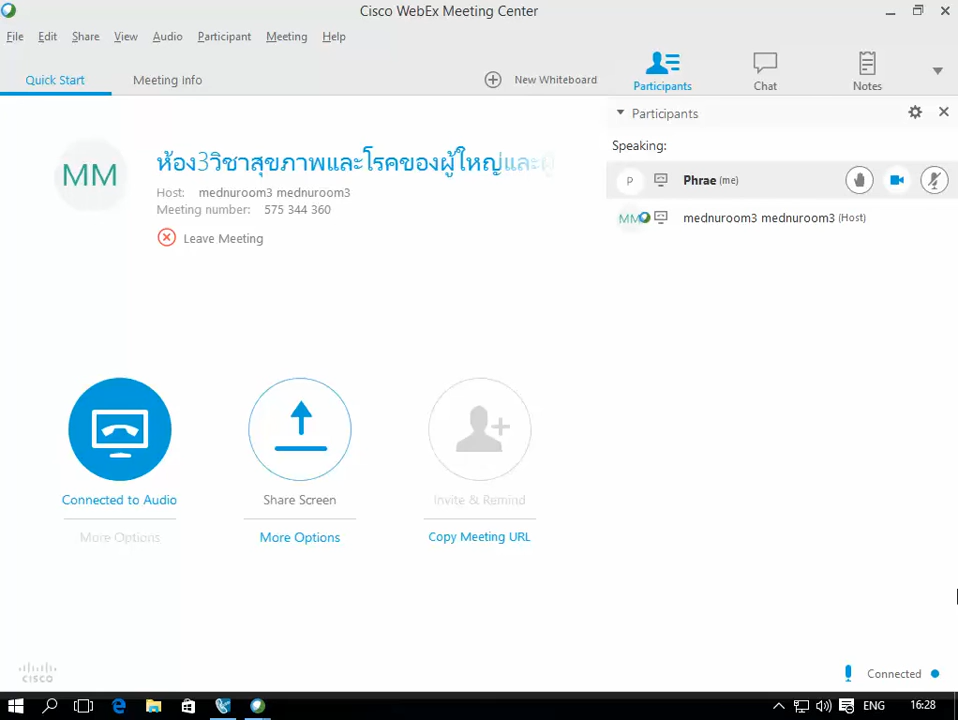 Cisco WebEx Meeting Center
File Edit Share View Audio Participant Meeting Help
Quick Start Meeting Info New Whiteboard Participants Chat Notes
MM
ห้อง3วิชาสุขภาพและโรคของผู้ใหญ่และ
Host: mednuroom3 mednuroom3
Meeting number: 575 344 360
Leave Meeting
Connected to Audio
More Options
Share Screen
More Options
Invite & Remind
Copy Meeting URL
Participants
Speaking:
P Phrae (me)
MM mednuroom3 mednuroom3 (Host)
CISCO
Connected
ENG 16:28